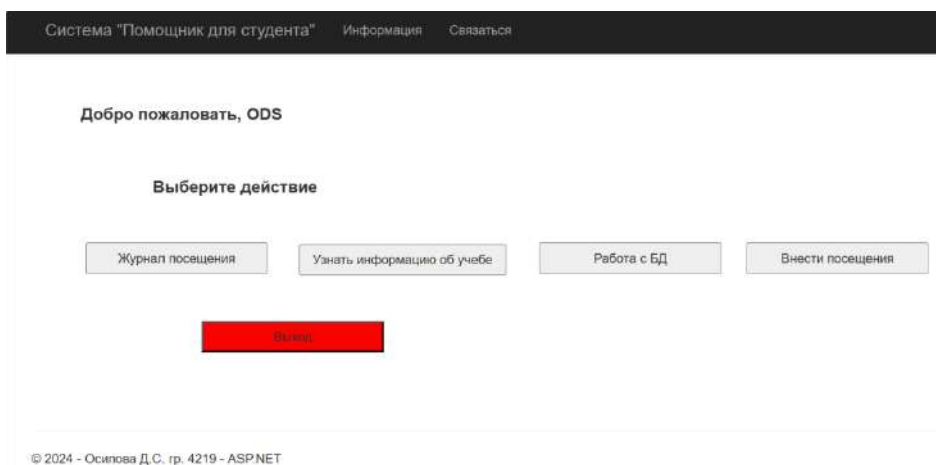 Система "Помощник для студента" Информация Связаться
Добро пожаловать, ODS
Выберите действие
Журнал посещения Узнать информацию об учебе Работа с БД Внести посещения
Выход
© 2024 - Осипова Д.С. гр. 4219 - ASP.NET